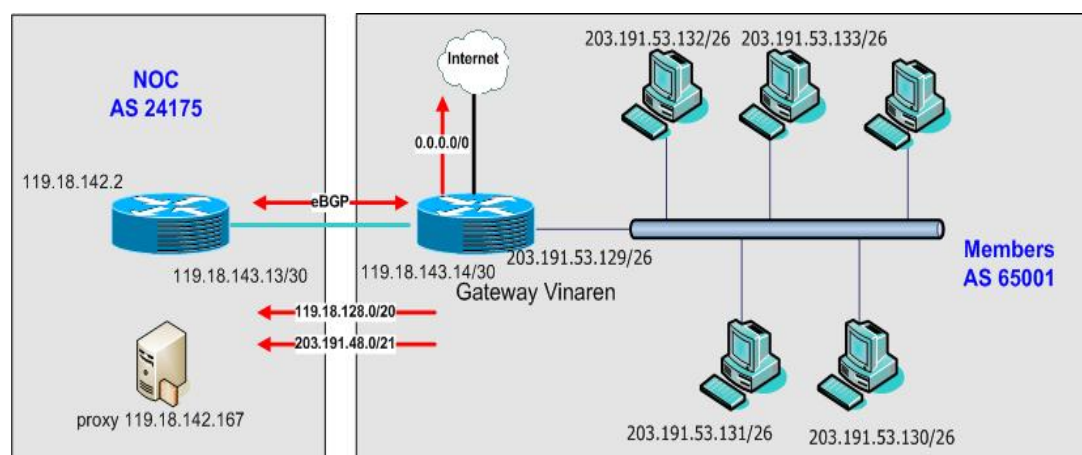 NOC
AS 24175
119.18.142.2
119.18.143.13/30
proxy 119.18.142.167
eBGP
Internet
0.0.0.0/0
119.18.143.14/30
Gateway Vinaren
119.18.128.0/20
203.191.48.0/21
203.191.53.129/26
203.191.53.132/26
203.191.53.133/26
Members
AS 65001
203.191.53.131/26
203.191.53.130/26